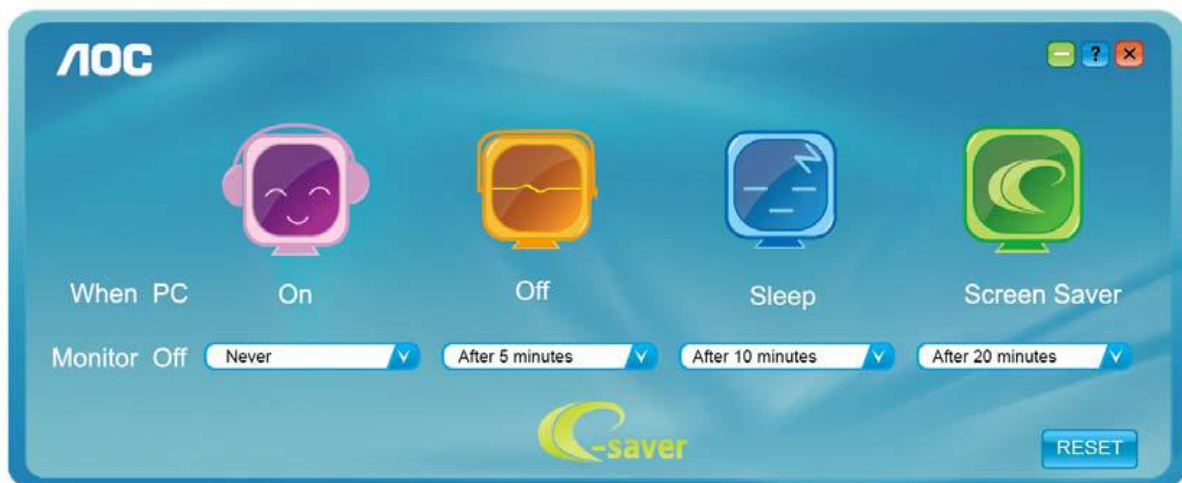 AOC
?
When PC On Off Sleep Screen Saver
Monitor Off Never After 5 minutes After 10 minutes After 20 minutes
e-saver
RESET